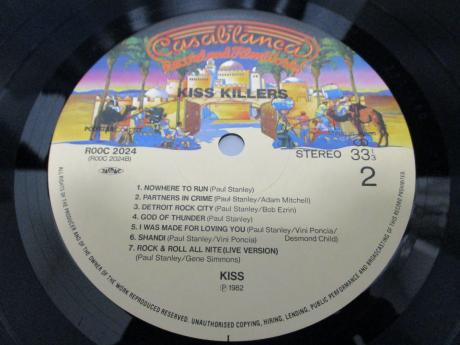 Casablanca
Record and FilmWorks
KISS KILLERS
R00C 2024
(R00C 2024B)
STEREO 33 1/3
2
1. NOWHERE TO RUN (Paul Stanley)
2. PARTNERS IN CRIME (Paul Stanley/Adam Mitchell)
3. DETROIT ROCK CITY (Paul Stanley/Bob Ezrin)
4. GOD OF THUNDER (Paul Stanley)
5. I WAS MADE FOR LOVING YOU (Paul Stanley/Vini Poncia/
Desmond Child)
6. SHANDI (Paul Stanley/Vini Poncia)
7. ROCK & ROLL ALL NITE(LIVE VERSION)
(Paul Stanley/Gene Simmons)
KISS
Ⓟ 1982
ALL RIGHTS OF THE PRODUCER AND OF THE OWNER OF THE WORK REPRODUCED RESERVED. UNAUTHORISED COPYING, HIRING, LENDING, PUBLIC PERFORMANCE AND BROADCASTING OF THIS RECORD PROHIBITED.